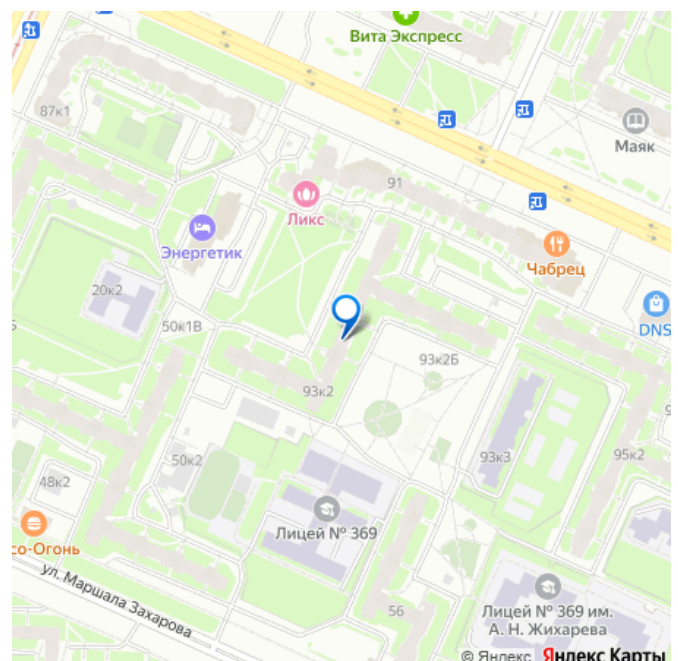 Вита Экспресс
87к1
Маяк
91
Ликс
Энергетик
Чабрец
20к2
50к1В
DNS
93к2Б
93к2
50к2
93к3
95к2
48к2
Лицей № 369
со-Огонь
ул. Маршала Захарова
56
Лицей № 369 им.
А. Н. Жихарева
© Яндекс Яндекс Карты